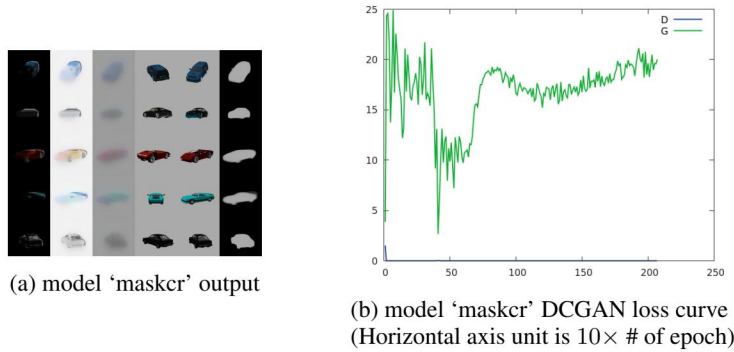 25
20
15
10
5
0
D
G
0
50
100
150
200
250
(a) model ‘maskcr’ output
(b) model ‘maskcr’ DCGAN loss curve
(Horizontal axis unit is 10× # of epoch)